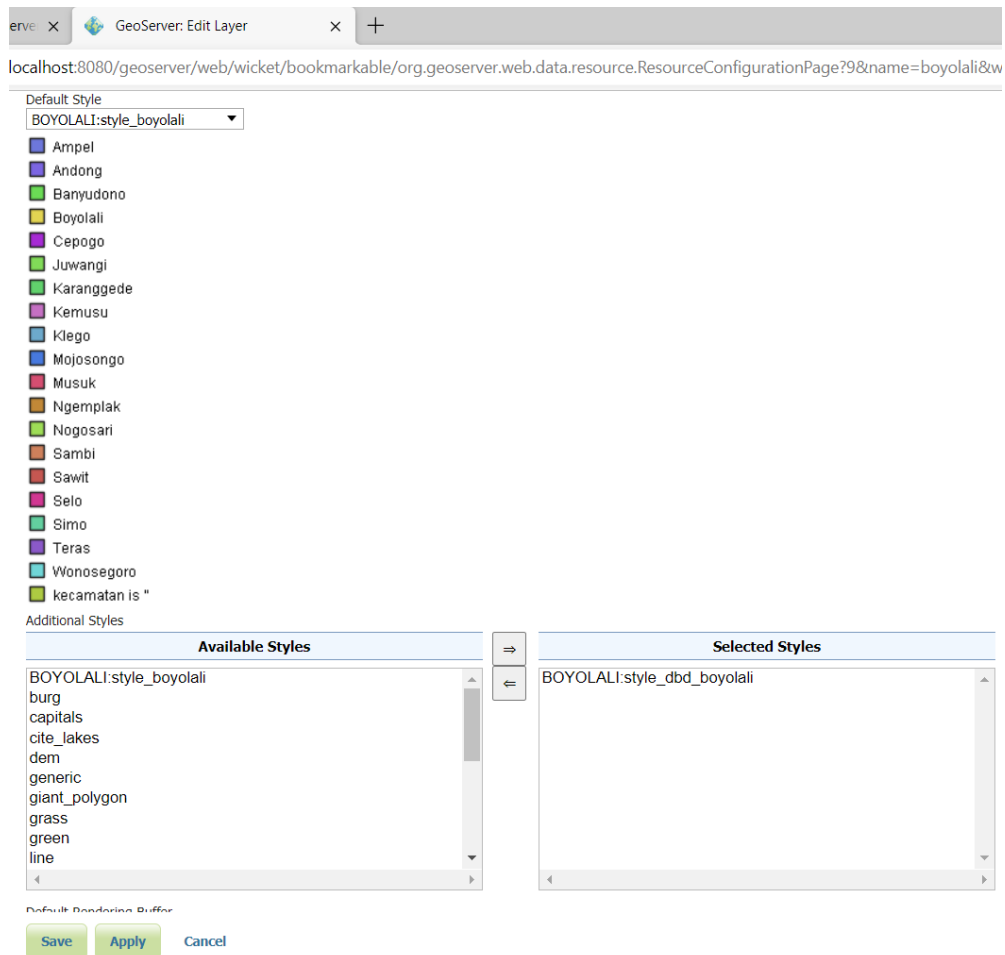 erve
GeoServer: Edit Layer
localhost:8080/geoserver/web/wicket/bookmarkable/org.geoserver.web.data.resource.ResourceConfigurationPage?9&name=boyolali&w
Default Style
BOYOLALI:style_boyolali
Ampel
Andong
Banyudono
Boyolali
Cepogo
Juwangi
Karanggede
Kemusu
Klego
Mojosongo
Musuk
Ngemplak
Nogosari
Sambi
Sawit
Selo
Simo
Teras
Wonosegoro
kecamatan is "
Additional Styles
Available Styles
⇒
Selected Styles
BOYOLALI:style_boyolali
⇐
BOYOLALI:style_dbd_boyolali
burg
capitals
cite_lakes
dem
generic
giant_polygon
grass
green
line
Default Rendering Buffer
Save Apply Cancel